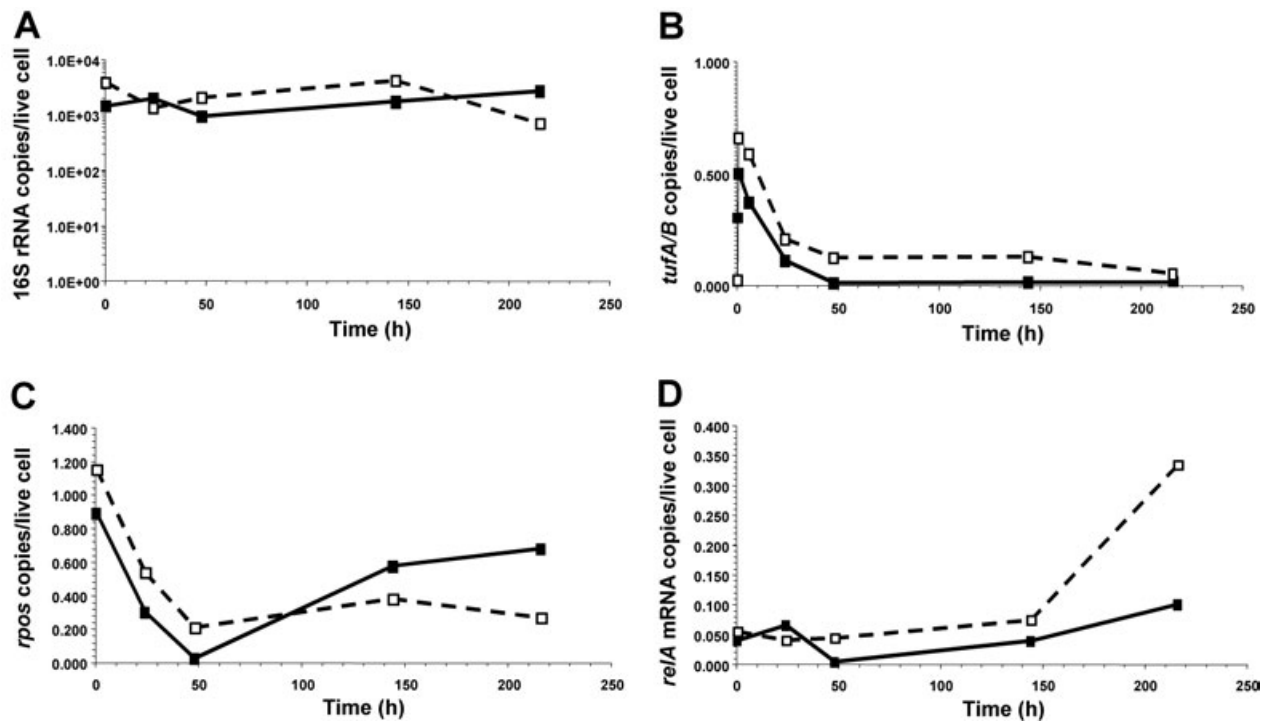 A
16S rRNA copies/live cell
1.0E+04
1.0E+03
1.0E+02
1.0E+01
1.0E+00
0 50 100 150 200 250
Time (h)
B
tufA/B copies/live cell
1.000
0.500
0.000
0 50 100 150 200 250
Time (h)
C
rpos copies/live cell
1.400
1.200
1.000
0.800
0.600
0.400
0.200
0.000
0 50 100 150 200 250
Time (h)
D
relA mRNA copies/live cell
0.400
0.350
0.300
0.250
0.200
0.150
0.100
0.050
0.000
0 50 100 150 200 250
Time (h)